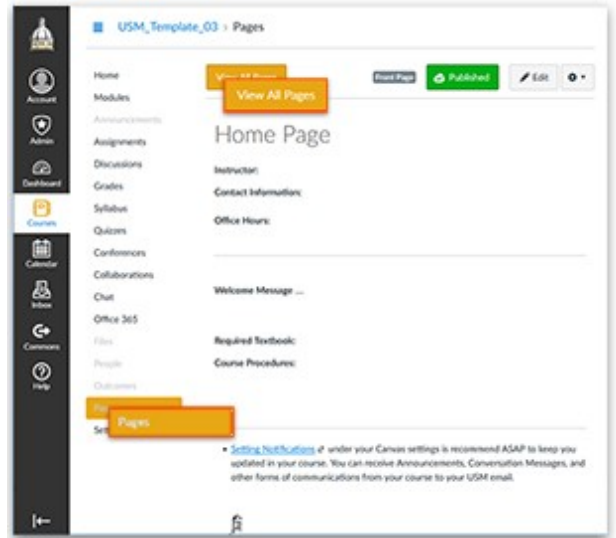 USM_Template_03 › Pages
Account
Admin
Dashboard
Courses
Calendar
Inbox
Commons
Help
Home
Modules
Announcements
Assignments
Discussions
Grades
Syllabus
Quizzes
Conferences
Collaborations
Chat
Office 365
Files
People
Outcomes
Pages
View All Pages
View All Pages
Front Page
Published
Edit
Home Page
Instructor:
Contact Information:
Office Hours:
Welcome Message ...
Required Textbook:
Course Procedures:
Setting Notifications under your Canvas settings is recommend ASAP to keep you
updated in your course. You can receive Announcements, Conversation Messages, and
other forms of communications from your course to your USM email.